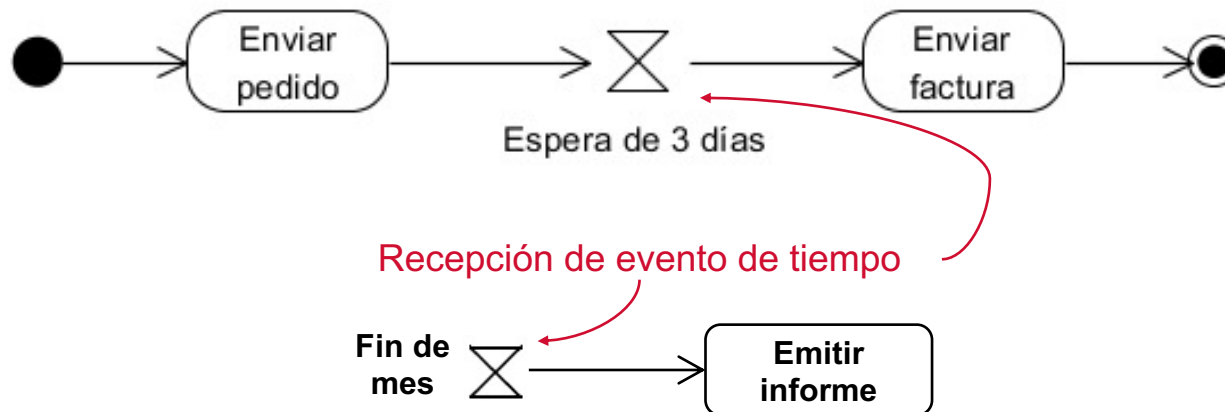 Enviar
pedido
Enviar
factura
Espera de 3 días
Recepción de evento de tiempo
Fin de
mes
Emitir
informe